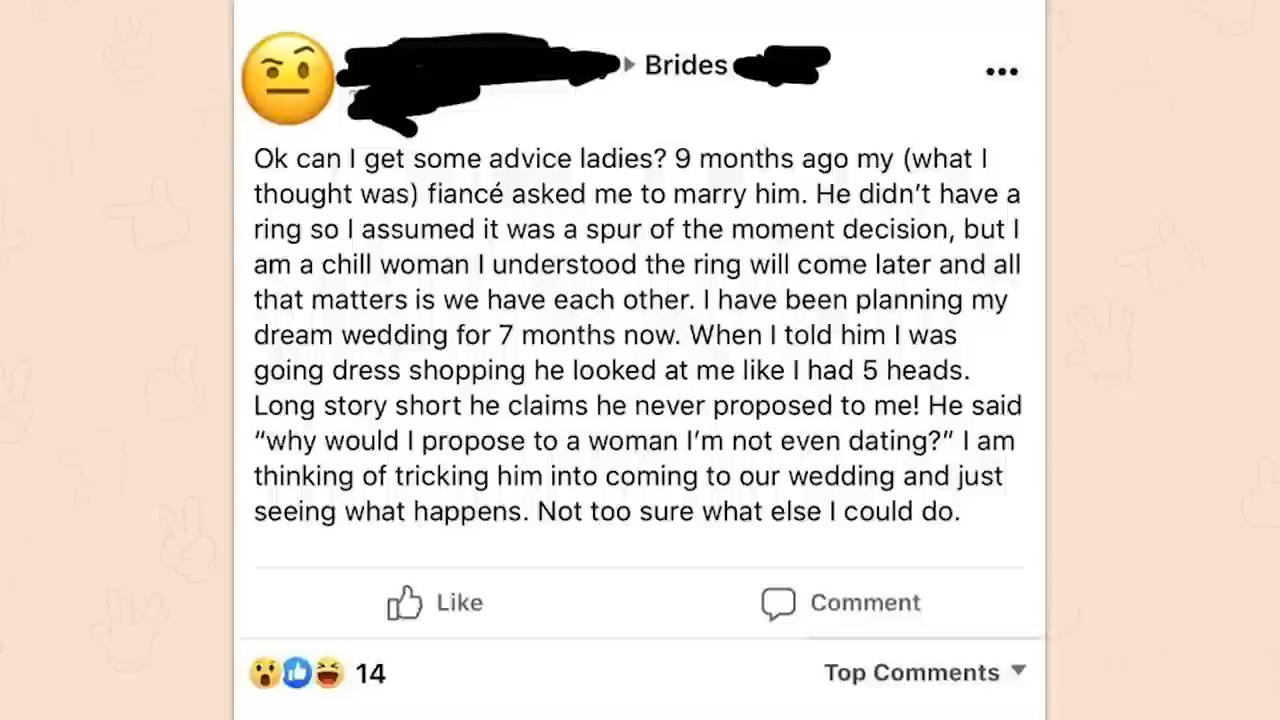 Brides
Ok can I get some advice ladies? 9 months ago my (what I
thought was) fiancé asked me to marry him. He didn’t have a
ring so I assumed it was a spur of the moment decision, but I
am a chill woman I understood the ring will come later and all
that matters is we have each other. I have been planning my
dream wedding for 7 months now. When I told him I was
going dress shopping he looked at me like I had 5 heads.
Long story short he claims he never proposed to me! He said
“why would I propose to a woman I’m not even dating?” I am
thinking of tricking him into coming to our wedding and just
seeing what happens. Not too sure what else I could do.
Like Comment
14 Top Comments